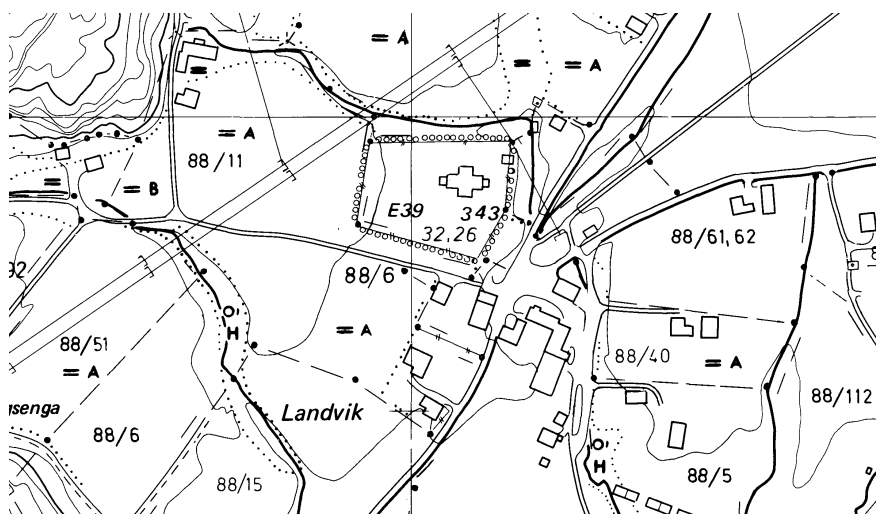 = A
= A
= A
88/11
= B
E39 343
32,26
88/61, 62
92
88/6
O'
H
= A
88/51
= A
88/40
= A
gsenga
Landvik
88/112
88/6
O'
H
88/15
88/5